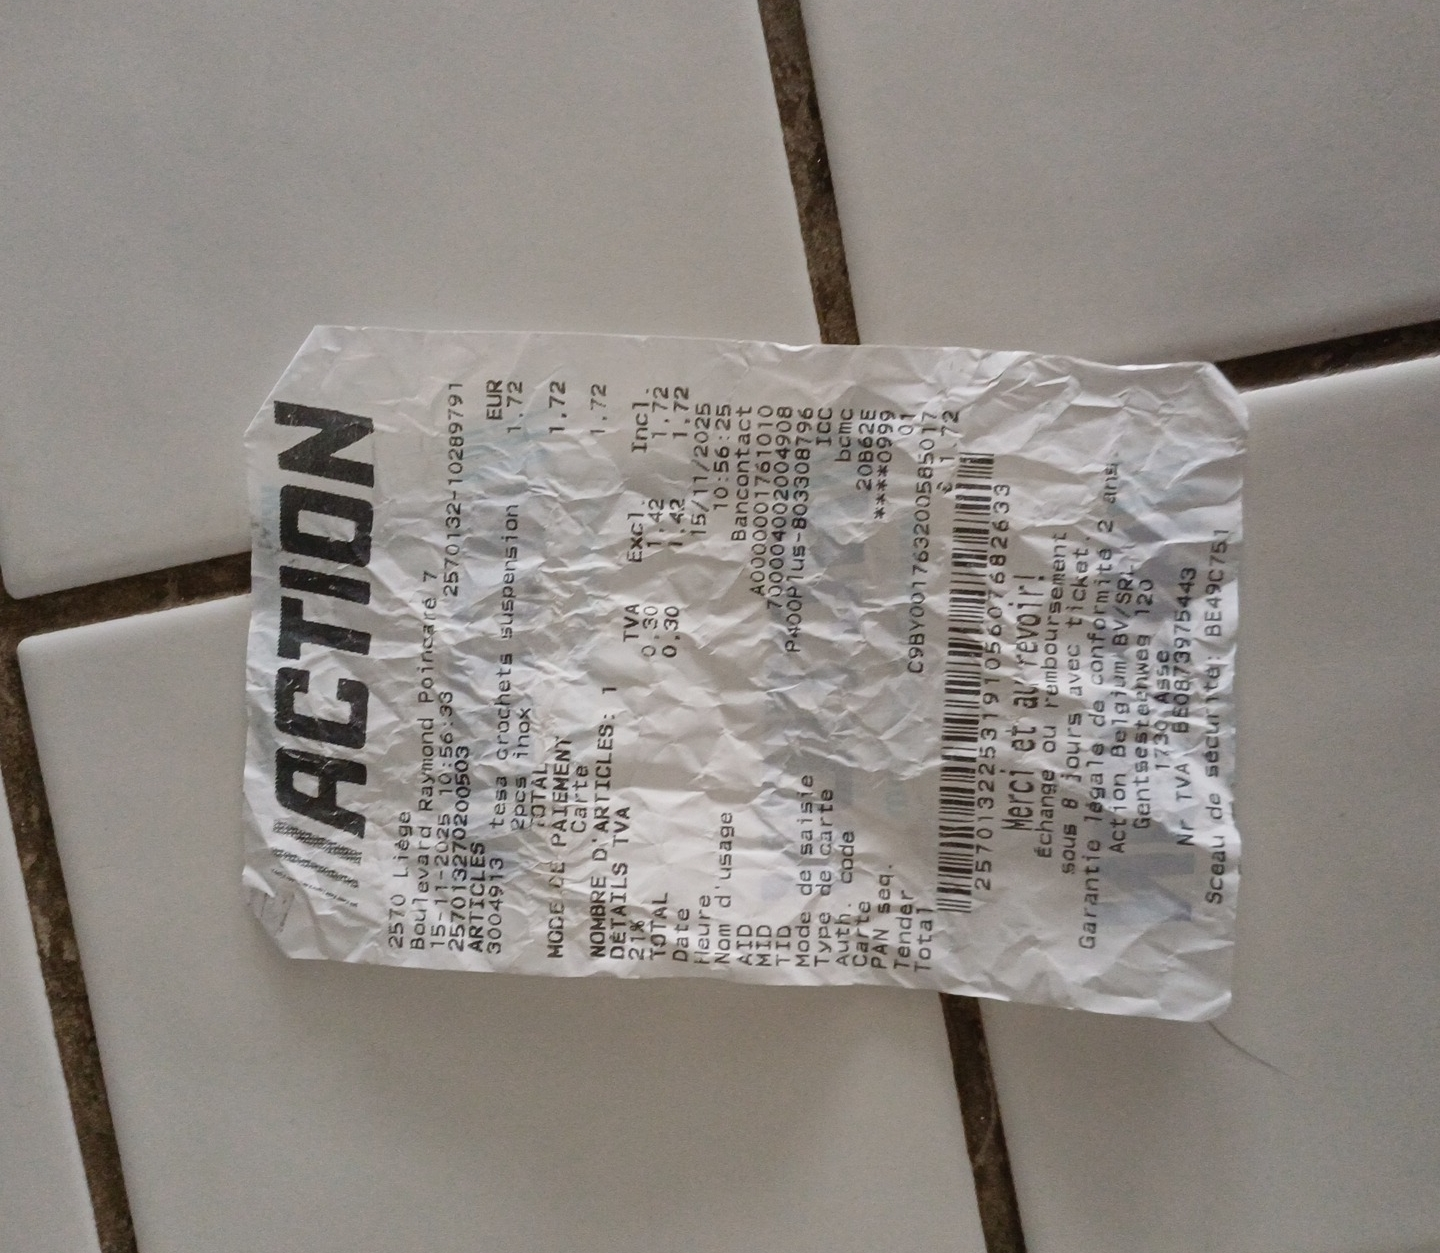 ACTION
2570 Liège
Boulevard Raymond Poincaré 7
15-11-2025 10:56:33 2570132-10289791
257013270200503
ARTICLES EUR
3004913 tesa crochets suspension 1,72
2pcs inox
TOTAL 1,72
MODE DE PAIEMENT
Carte 1,72
NOMBRE D'ARTICLES: 1
DÉTAILS TVA TVA Excl. Incl.
21% 0,30 1,42 1,72
TOTAL 0,30 1,42 1,72
Date 15/11/2025
Heure 10:56:25
Nom d'usage Bancontact
AID A0000001761010
MID 700004002004908
TID P400Plus-803308796
Mode de saisie ICC
Type de carte bcmc
Auth. code 20B62E
Carte ****0999
PAN seq. 01
Tender C9BY001763200585017
Total 1,72
25701322531910560768 2633
Merci et au revoir!
Échange ou remboursement
sous 8 jours avec ticket.
Garantie légale de conformité 2 ans.
Action Belgium BV/SRL
Gentsesteenweg 120
1730 Asse
Nr TVA BE0873975443
Sceau de sécurité: BE49C751